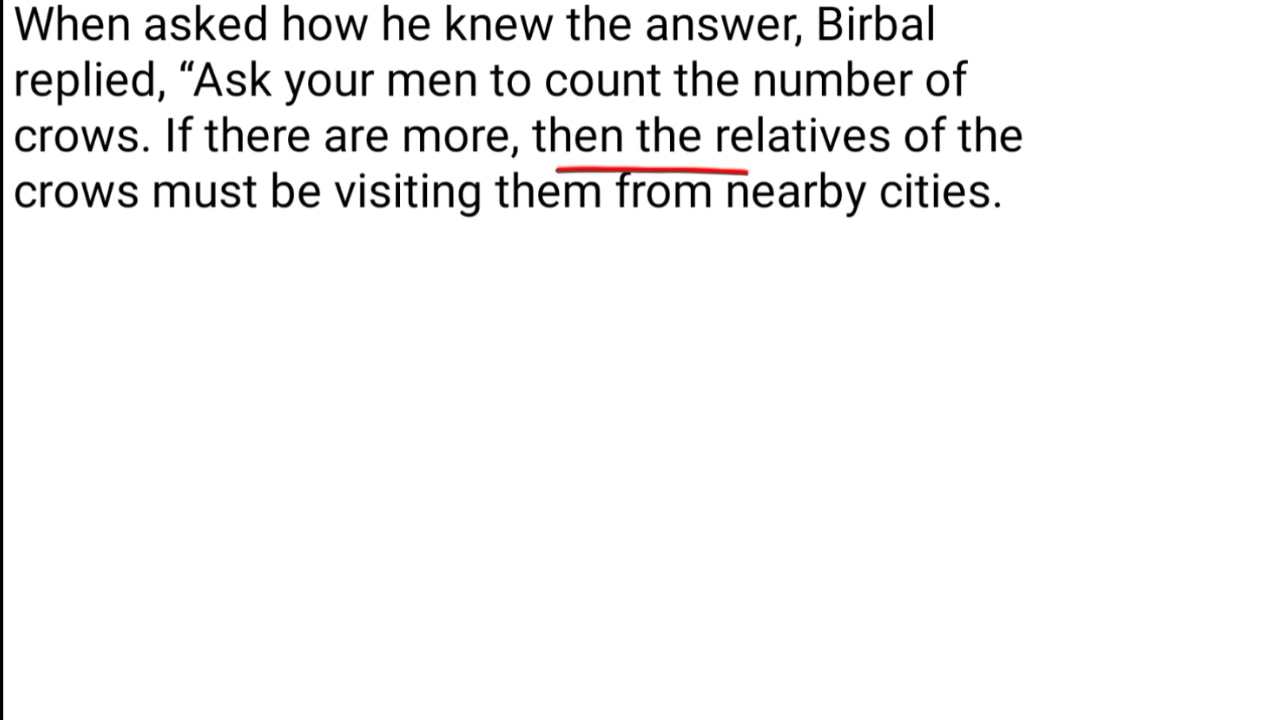 When asked how he knew the answer, Birbal
replied, “Ask your men to count the number of
crows. If there are more, then the relatives of the
crows must be visiting them from nearby cities.